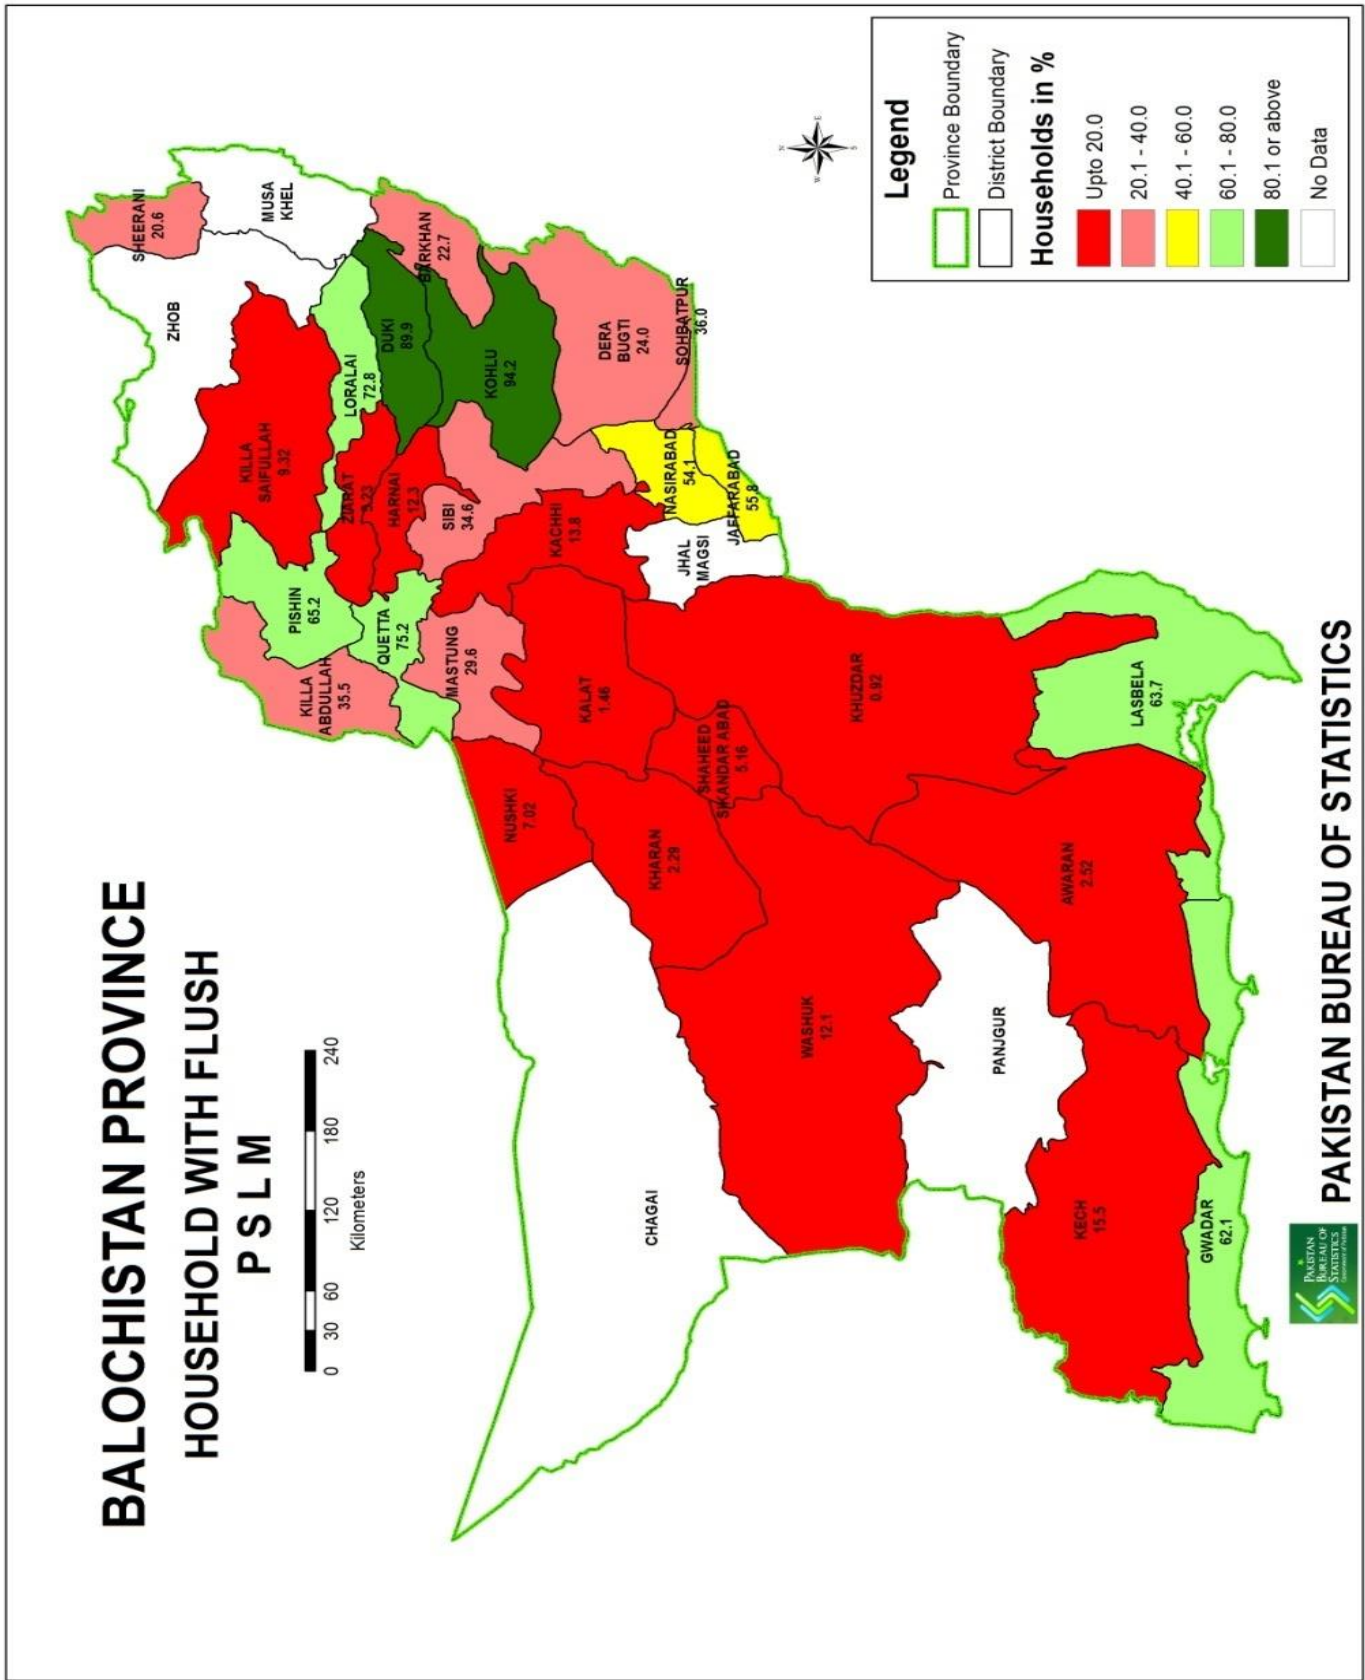 BALOCHISTAN PROVINCE
HOUSEHOLD WITH FLUSH
P S L M
0 30 60 120 180 240
Kilometers
SHEERANI
20.6
ZHOB
MUSA
KHEL
KILLA
SAIFULLAH
9.32
LORALAI
72.8
DUKI
89.9
BARKHAN
22.7
ZIARAT
HARNAI
12.3
KOHLU
94.2
PISHIN
65.2
QUETTA
75.2
KILLA
ABDULLAH
35.5
SIBI
34.6
DERA
BUGTI
24.0
SOHBATPUR
36.0
MASTUNG
29.6
KACHHI
13.8
NASIRABAD
54.1
JAFFARABAD
55.8
JHAL
MAGSI
NUSHKI
7.02
KALAT
1.46
KHARAN
2.29
SHAHEED
SIKANDAR ABAD
5.16
KHUZDAR
0.92
CHAGAI
WASHUK
12.1
PANJGUR
AWARAN
2.52
LASBELA
63.7
KECH
15.5
GWADAR
62.1
N
E
S
W
Legend
Province Boundary
District Boundary
Households in %
Upto 20.0
20.1 - 40.0
40.1 - 60.0
60.1 - 80.0
80.1 or above
No Data
PAKISTAN
BUREAU OF
STATISTICS
PAKISTAN BUREAU OF STATISTICS